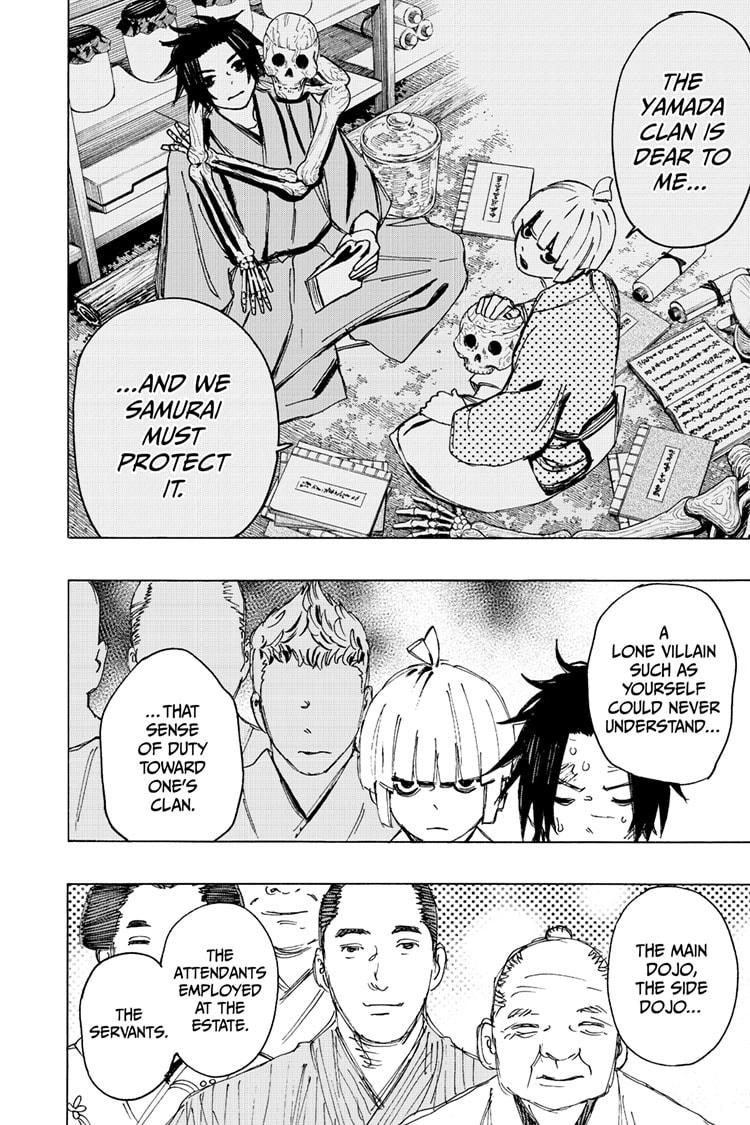 THE
YAMADA
CLAN IS
DEAR TO
ME...
...AND WE
SAMURAI
MUST
PROTECT
IT.
A
LONE VILLAIN
SUCH AS
YOURSELF
COULD NEVER
UNDERSTAND...
...THAT
SENSE
OF DUTY
TOWARD
ONE'S
CLAN.
THE MAIN
DOJO,
THE SIDE
DOJO...
THE
ATTENDANTS
EMPLOYED
AT THE
ESTATE.
THE
SERVANTS.